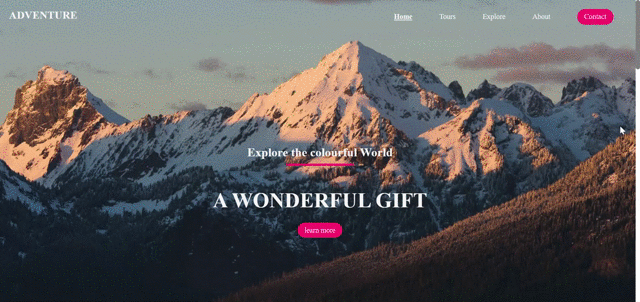 ADVENTURE
Home Tours Explore About Contact
Explore the colourful World
A WONDERFUL GIFT
learn more